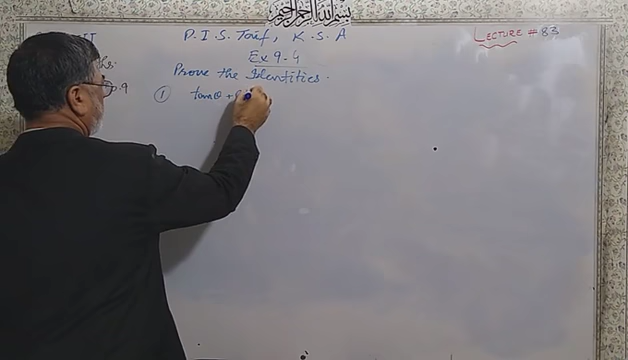 بسم الله الرحمن الرحيم
P.I.S. Taif, K.S.A
LECTURE # 83
Ex 9.4
Prove the Identities.
① tanθ +